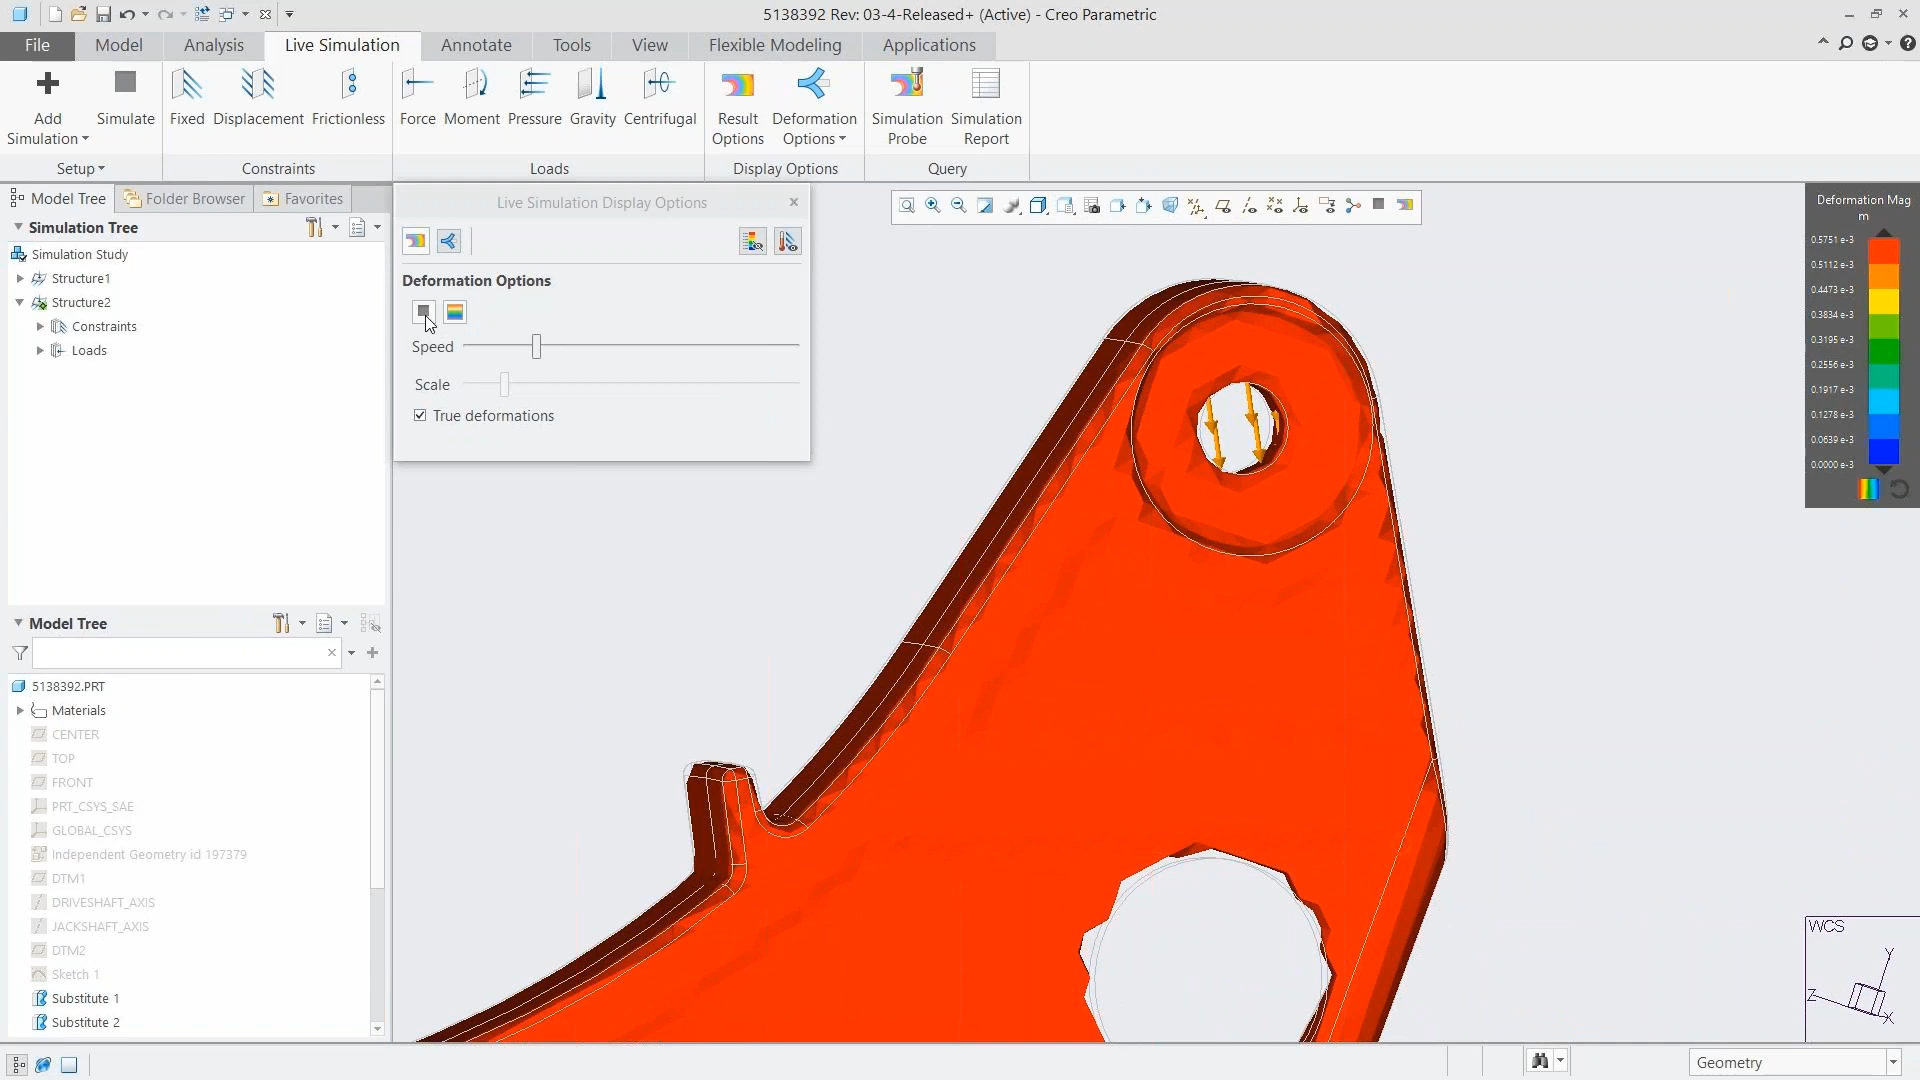 5138392 Rev: 03-4-Released+ (Active) - Creo Parametric
File Model Analysis Live Simulation Annotate Tools View Flexible Modeling Applications
Add Simulation
Simulate
Fixed Displacement Frictionless
Force Moment Pressure Gravity Centrifugal
Result Options
Deformation Options
Simulation Probe
Simulation Report
Setup Constraints Loads Display Options Query
Model Tree Folder Browser Favorites
Simulation Tree
Simulation Study
Structure1
Structure2
Constraints
Loads
Live Simulation Display Options
Deformation Options
Speed
Scale
True deformations
Deformation Mag
m
0.5751 e-3
0.5112 e-3
0.4473 e-3
0.3834 e-3
0.3195 e-3
0.2556 e-3
0.1917 e-3
0.1278 e-3
0.0639 e-3
0.0000 e-3
Model Tree
5138392.PRT
Materials
CENTER
TOP
FRONT
PRT_CSYS_SAE
GLOBAL_CSYS
Independent Geometry id 197379
DTM1
DRIVESHAFT_AXIS
JACKSHAFT_AXIS
DTM2
Sketch 1
Substitute 1
Substitute 2
WCS
Y
Z
X
Geometry